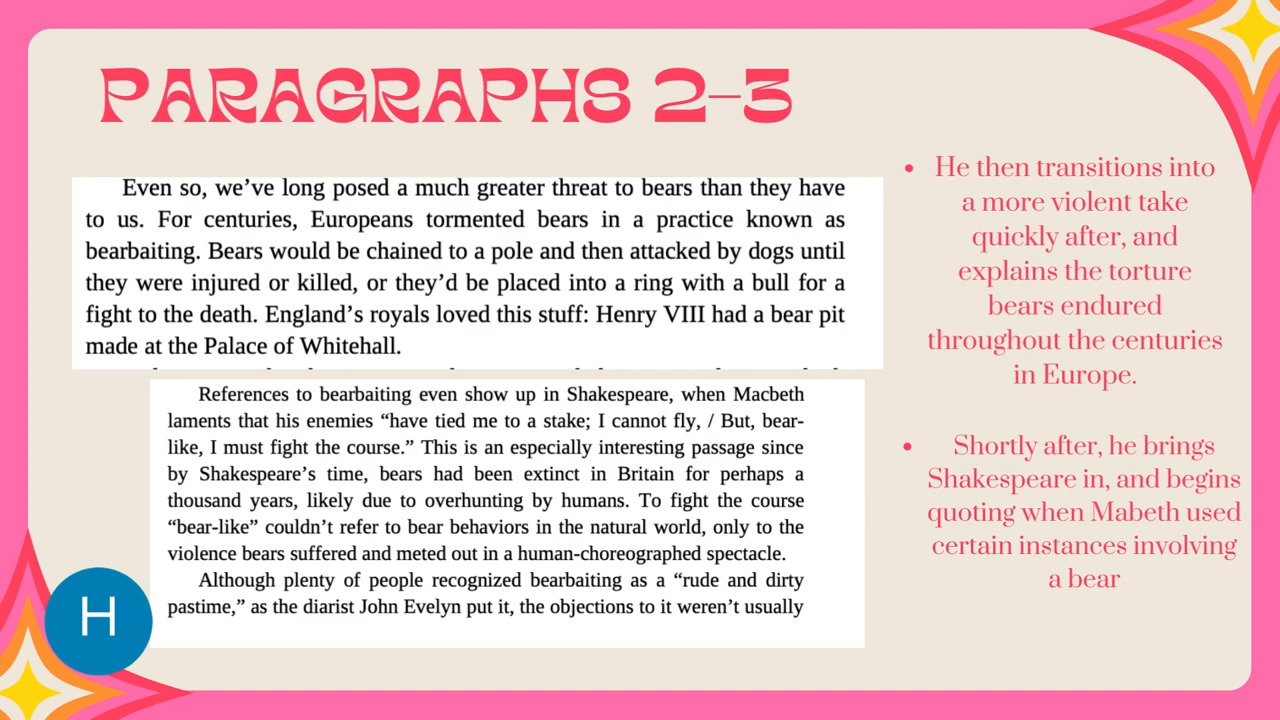 PARAGRAPHS 2–3
Even so, we’ve long posed a much greater threat to bears than they have
to us. For centuries, Europeans tormented bears in a practice known as
bearbaiting. Bears would be chained to a pole and then attacked by dogs until
they were injured or killed, or they’d be placed into a ring with a bull for a
fight to the death. England’s royals loved this stuff: Henry VIII had a bear pit
made at the Palace of Whitehall.
References to bearbaiting even show up in Shakespeare, when Macbeth
laments that his enemies “have tied me to a stake; I cannot fly, / But, bear-
like, I must fight the course.” This is an especially interesting passage since
by Shakespeare’s time, bears had been extinct in Britain for perhaps a
thousand years, likely due to overhunting by humans. To fight the course
“bear-like” couldn’t refer to bear behaviors in the natural world, only to the
violence bears suffered and meted out in a human-choreographed spectacle.
Although plenty of people recognized bearbaiting as a “rude and dirty
pastime,” as the diarist John Evelyn put it, the objections to it weren’t usually
• He then transitions into
a more violent take
quickly after, and
explains the torture
bears endured
throughout the centuries
in Europe.
• Shortly after, he brings
Shakespeare in, and begins
quoting when Mabeth used
certain instances involving
a bear
H